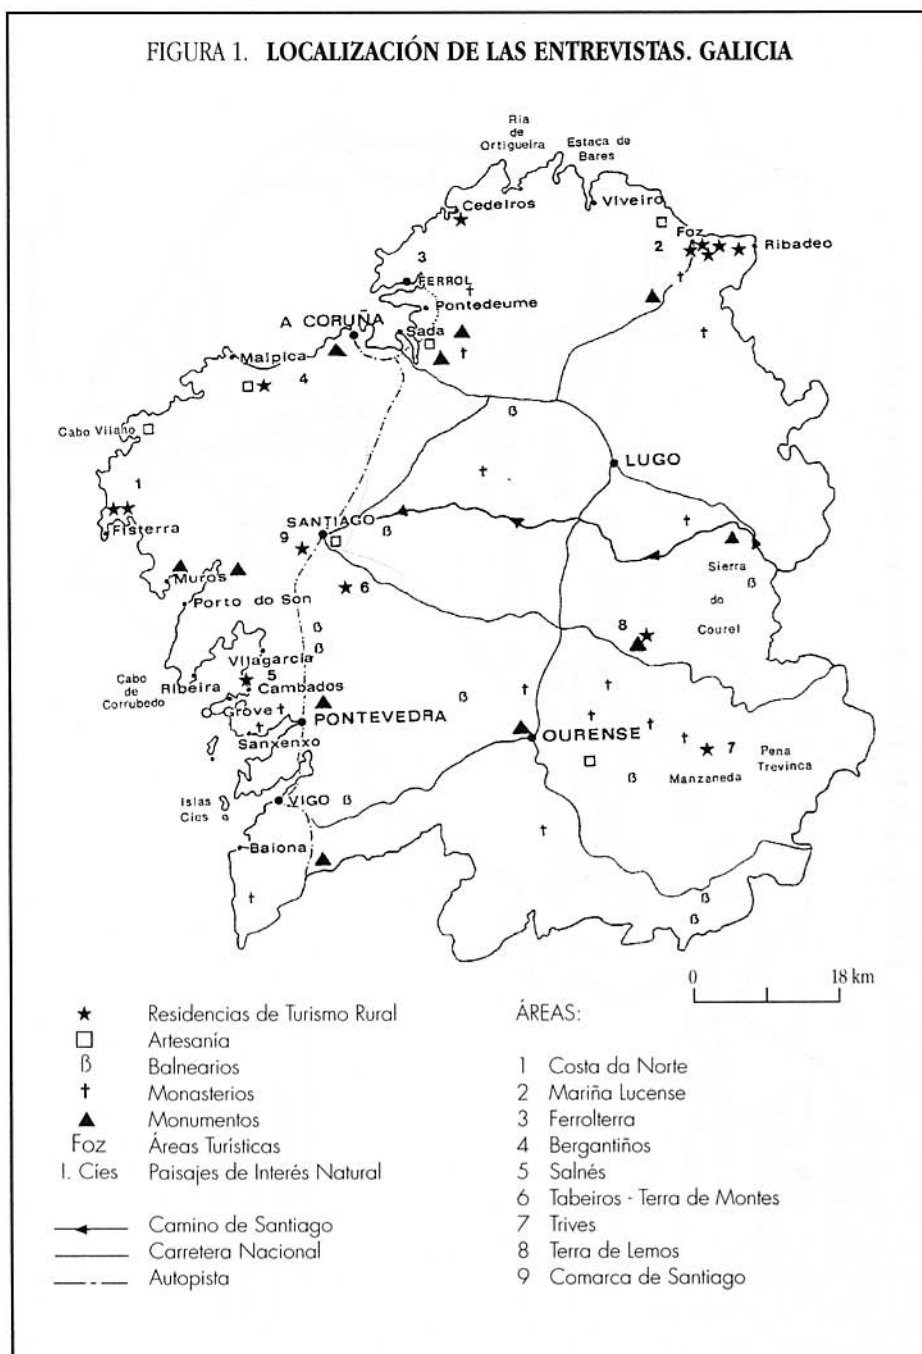 FIGURA 1. LOCALIZACIÓN DE LAS ENTREVISTAS. GALICIA
Ria
de
Ortigueira
Estaca de
Bares
Cedeiros
Viveiro
Foz
2
Ribadeo
3
FERROL
Pontedeume
A CORUÑA
Sada
Malpica
4
Cabo Vilano
LUGO
1
Fisterra
SANTIAGO
9
Sierra
do
Courel
Muros
6
Porto do Son
8
Vilagarcía
5
Cabo
de
Corrubedo
Ribeira
Cambados
Grove
PONTEVEDRA
Sanxenxo
OURENSE
7
Pena
Trevinca
Manzaneda
Islas
Cies
VIGO
Baiona
0 18 km
Residencias de Turismo Rural
Artesanía
ß Balnearios
Monasterios
Monumentos
Foz Áreas Turísticas
I. Cíes Paisajes de Interés Natural
Camino de Santiago
Carretera Nacional
Autopista
ÁREAS:
1 Costa da Norte
2 Mariña Lucense
3 Ferrolterra
4 Bergantiños
5 Salnés
6 Tabeiros - Terra de Montes
7 Trives
8 Terra de Lemos
9 Comarca de Santiago